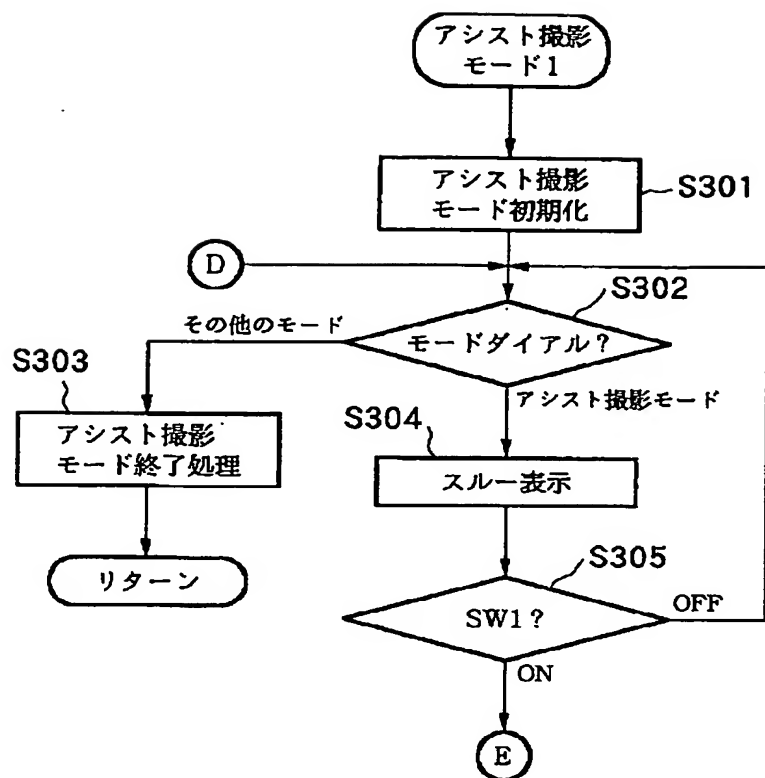 アシスト撮影
モード1
アシスト撮影
モード初期化
S301
D
S302
その他のモード
モードダイアル？
S303
アシスト撮影モード
アシスト撮影
モード終了処理
S304
スルー表示
リターン
S305
SW1？
OFF
ON
E